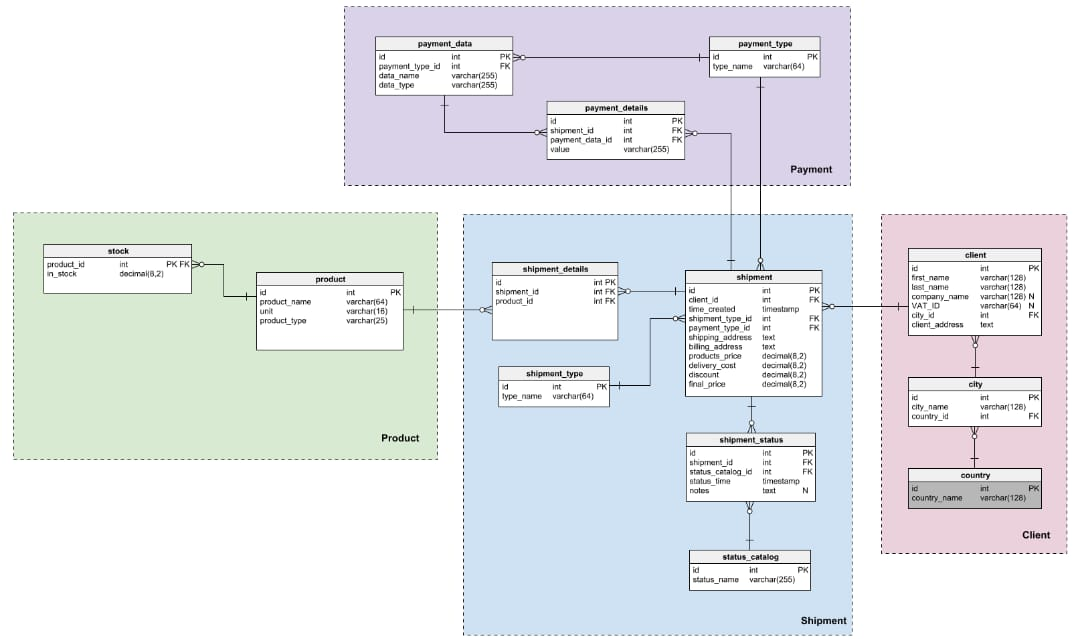 payment_data
id int PK
payment_type_id int FK
data_name varchar(255)
data_type varchar(255)
payment_type
id int PK
type_name varchar(64)
payment_details
id int PK
shipment_id int FK
payment_data_id int FK
value varchar(255)
Payment
stock
product_id int PK FK
in_stock decimal(8,2)
product
id int PK
product_name varchar(64)
unit varchar(16)
product_type varchar(25)
Product
shipment_details
id int PK
shipment_id int FK
product_id int FK
shipment_type
id int PK
type_name varchar(64)
shipment
id int PK
client_id int FK
time_created timestamp
shipment_type_id int FK
payment_type_id int FK
shipping_address text
billing_address text
products_price decimal(8,2)
delivery_cost decimal(8,2)
discount decimal(8,2)
final_price decimal(8,2)
shipment_status
id int PK
shipment_id int FK
status_catalog_id int FK
status_time timestamp
notes text N
status_catalog
id int PK
status_name varchar(255)
Shipment
client
id int PK
first_name varchar(128)
last_name varchar(128)
company_name varchar(128) N
VAT_ID varchar(64) N
city_id int FK
client_address text
city
id int PK
city_name varchar(128)
country_id int FK
country
id int PK
country_name varchar(128)
Client